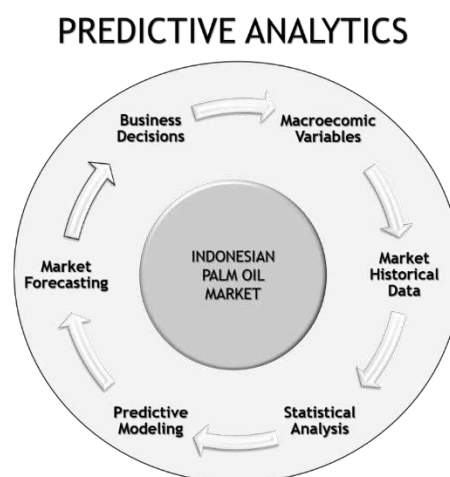 PREDICTIVE ANALYTICS
Business
Decisions
Macroecomic
Variables
Market
Historical
Data
Statistical
Analysis
Predictive
Modeling
Market
Forecasting
INDONESIAN
PALM OIL
MARKET